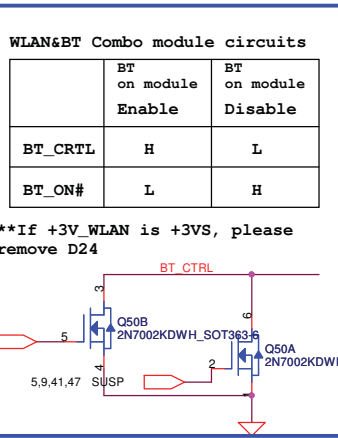 WLAN&BT Combo module circuits
BT
on module
Enable
BT
on module
Disable
BT_CRTL
H
L
BT_ON#
L
H
**If +3V_WLAN is +3VS, please
remove D24
BT_CTRL
3
6
Q50B
2N7002KDWH_SOT363-6
5
Q50A
2N7002KDWH
2
4
5,9,41,47 SUSP